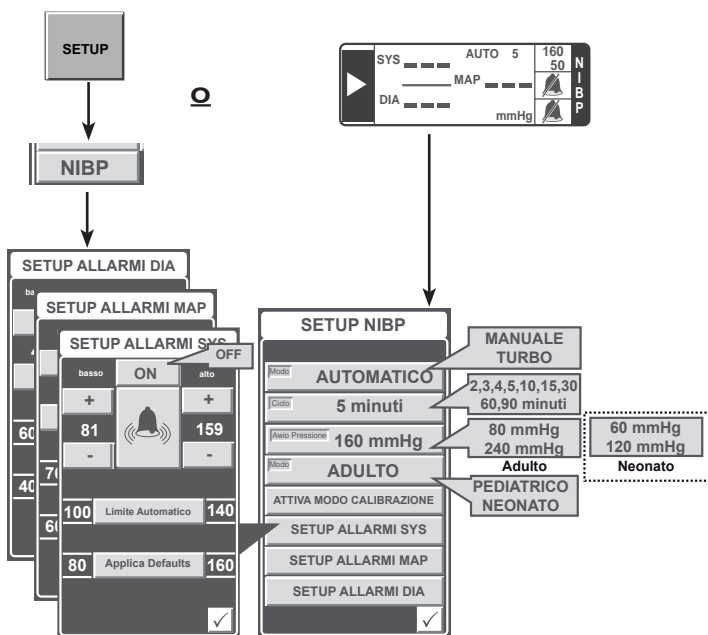 SETUP
O
NIBP
SYS
AUTO 5
160
50
MAP
DIA
mmHg
NIBP
SETUP ALLARMI DIA
ba
60
40
SETUP ALLARMI MAP
SETUP ALLARMI SYS
OFF
basso
ON
alto
+
+
81
159
-
-
100
Limite Automatico
140
80
Applica Defaults
160
SETUP NIBP
Modo
AUTOMATICO
MANUALE
TURBO
Ciclo
5 minuti
2,3,4,5,10,15,30
60,90 minuti
Awio Pressione
160 mmHg
80 mmHg
240 mmHg
Adulto
60 mmHg
120 mmHg
Neonato
Modo
ADULTO
PEDIATRICO
NEONATO
ATTIVA MODO CALIBRAZIONE
SETUP ALLARMI SYS
SETUP ALLARMI MAP
SETUP ALLARMI DIA